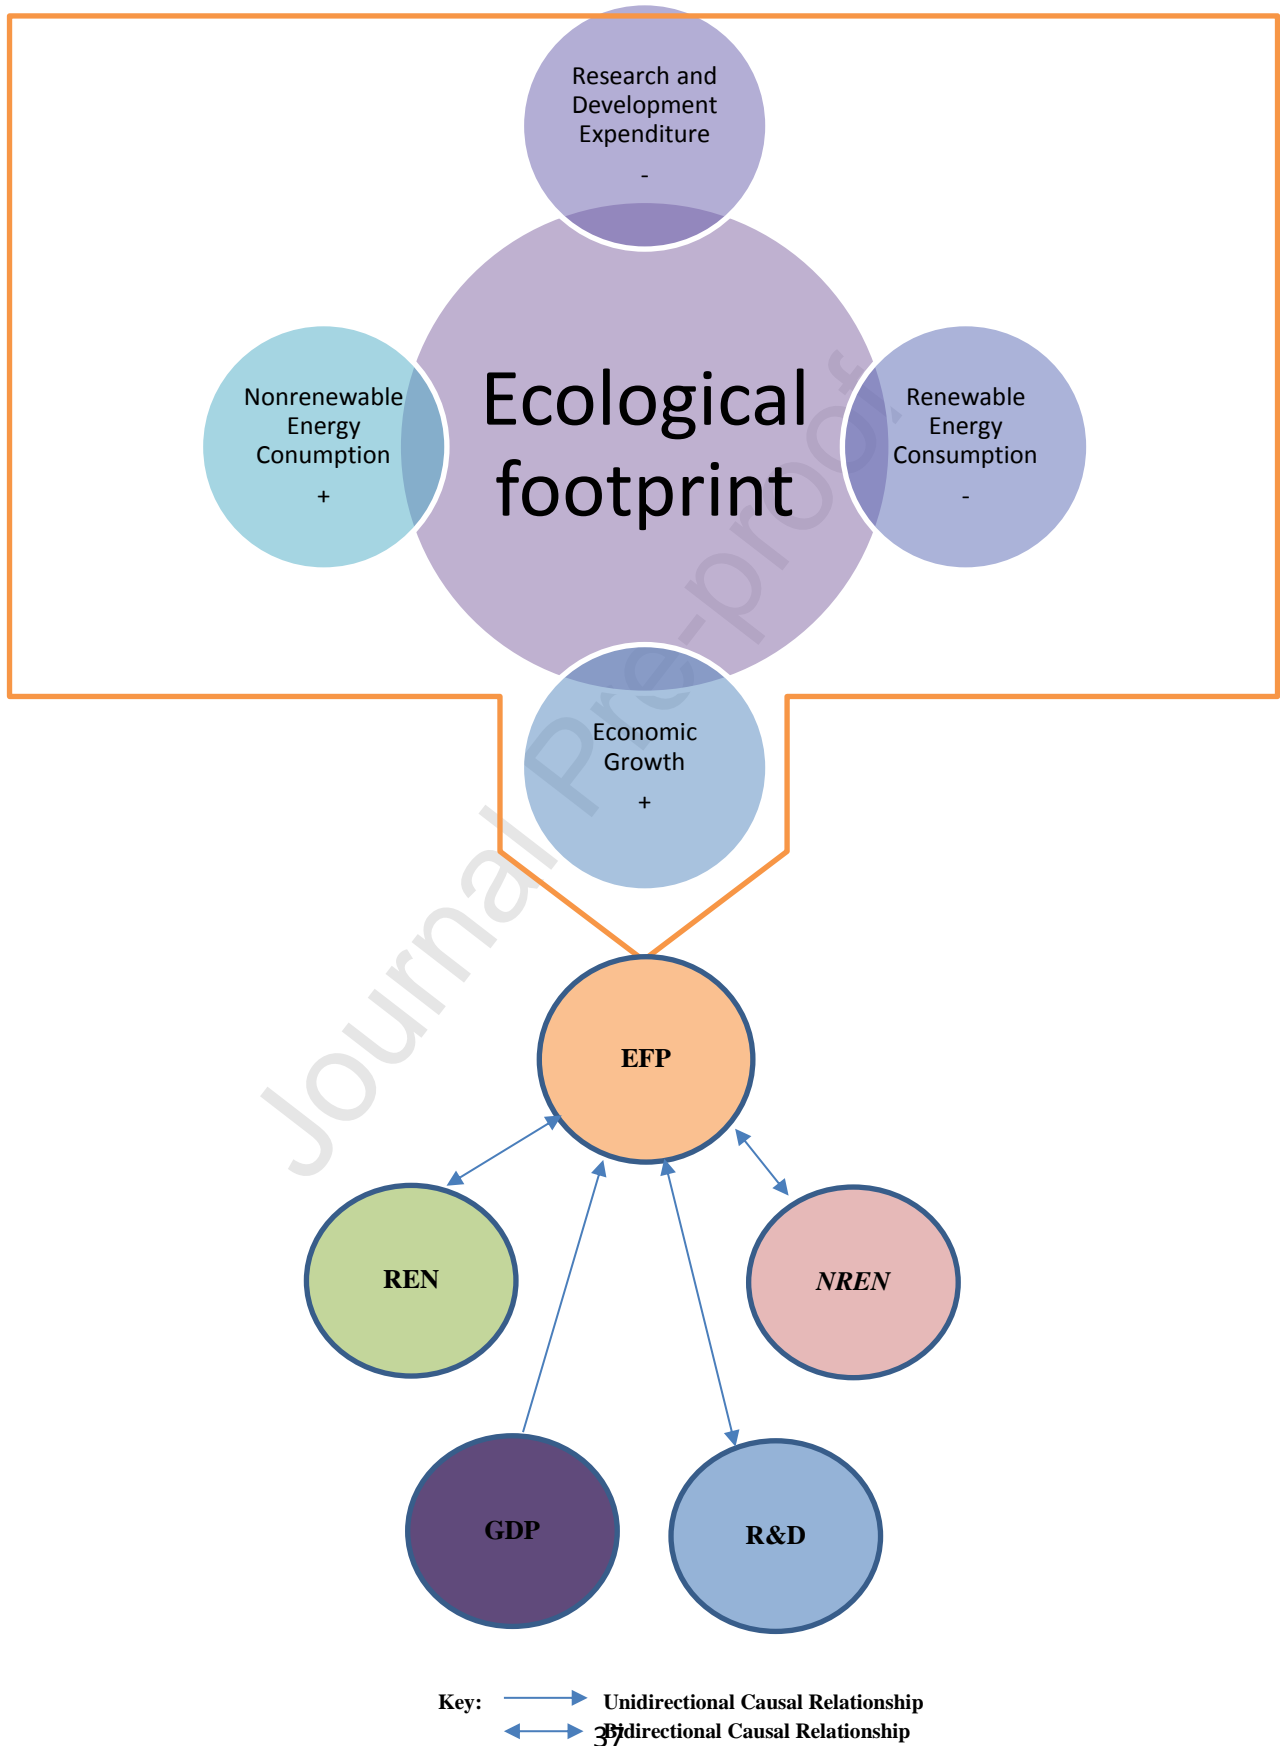 Research and
Development
Expenditure
-
Nonrenewable
Energy
Conumption
+
Ecological
footprint
Renewable
Energy
Consumption
-
Economic
Growth
+
Journal Pre-proof
EFP
REN
NREN
GDP
R&D
Key:
Unidirectional Causal Relationship
Bidirectional Causal Relationship
37